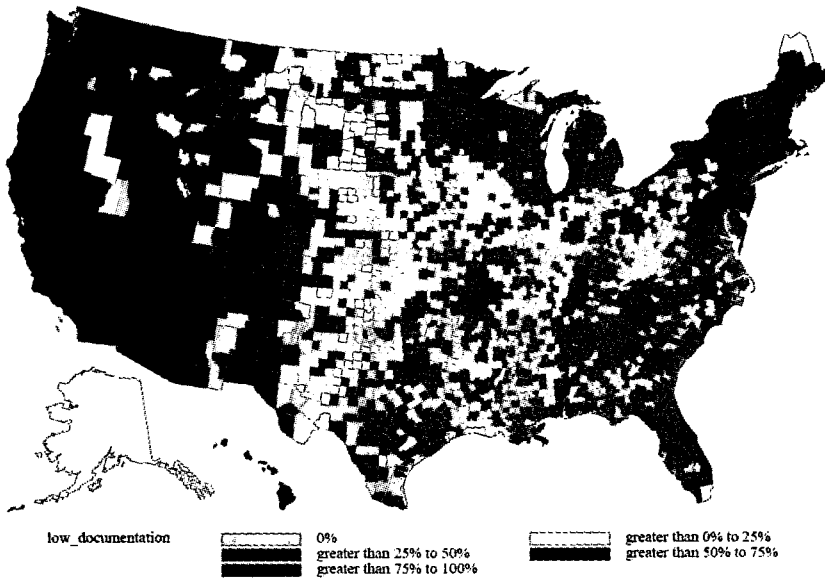 low_documentation
0%
greater than 0% to 25%
greater than 25% to 50%
greater than 50% to 75%
greater than 75% to 100%